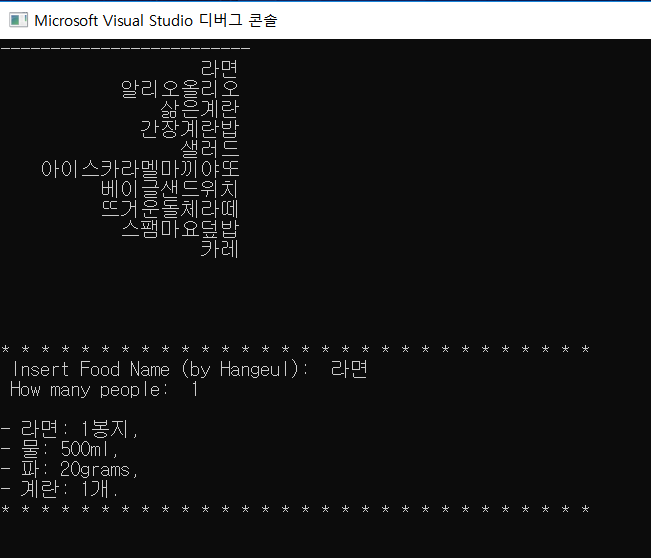 Microsoft Visual Studio 디버그 콘솔
-------------------------
라면
알리오올리오
삶은계란
간장계란밥
샐러드
아이스카라멜마끼야또
베이글샌드위치
뜨거운돌체라떼
스팸마요덮밥
카레
* * * * * * * * * * * * * * * * * * * * * * * * * * * * * *
Insert Food Name (by Hangeul): 라면
How many people: 1
- 라면: 1봉지,
- 물: 500ml,
- 파: 20grams,
- 계란: 1개.
* * * * * * * * * * * * * * * * * * * * * * * * * * * * * *